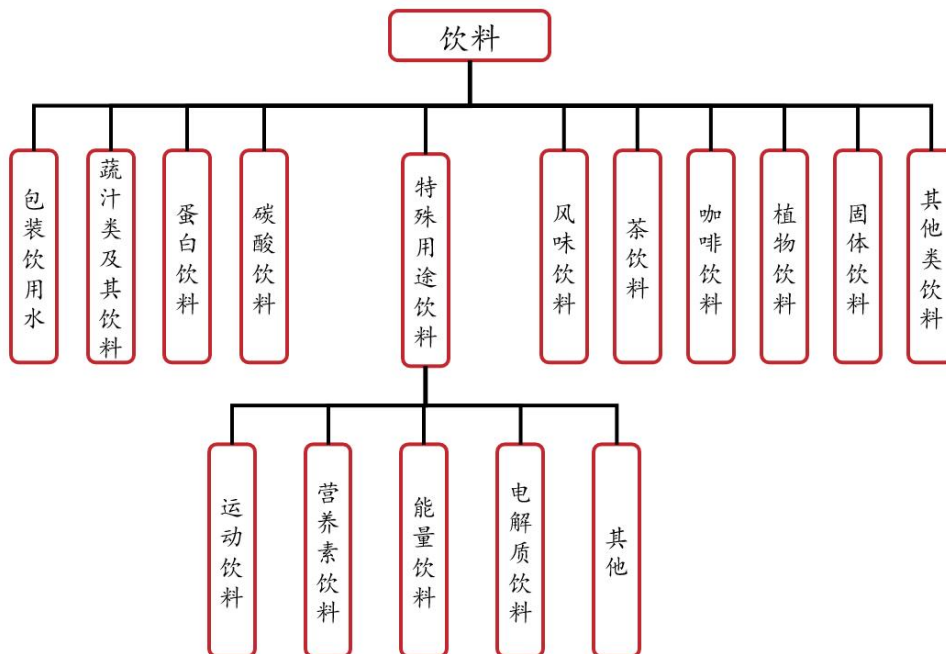 饮料
包装饮用水
蔬汁类及其饮料
蛋白饮料
碳酸饮料
特殊用途饮料
风味饮料
茶饮料
咖啡饮料
植物饮料
固体饮料
其他类饮料
运动饮料
营养素饮料
能量饮料
电解质饮料
其他